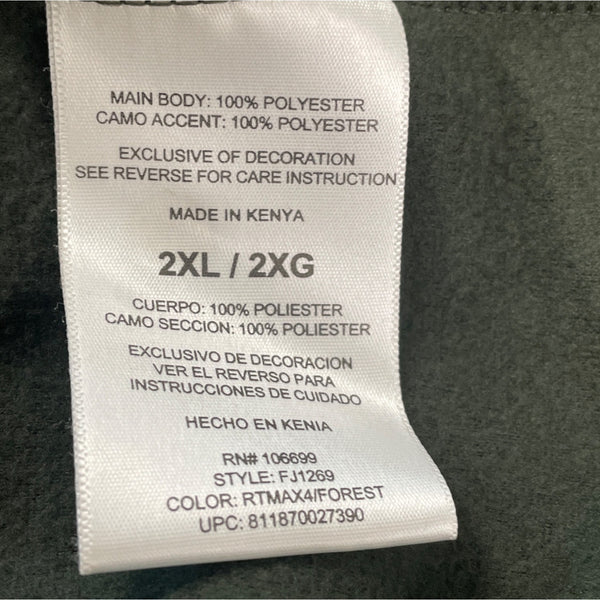 MAIN BODY: 100% POLYESTER
CAMO ACCENT: 100% POLYESTER
EXCLUSIVE OF DECORATION
SEE REVERSE FOR CARE INSTRUCTION
MADE IN KENYA
2XL / 2XG
CUERPO: 100% POLIESTER
CAMO SECCION: 100% POLIESTER
EXCLUSIVO DE DECORACION
VER EL REVERSO PARA
INSTRUCCIONES DE CUIDADO
HECHO EN KENIA
RN# 106699
STYLE: FJ1269
COLOR: RTMAX4/FOREST
UPC: 811870027390